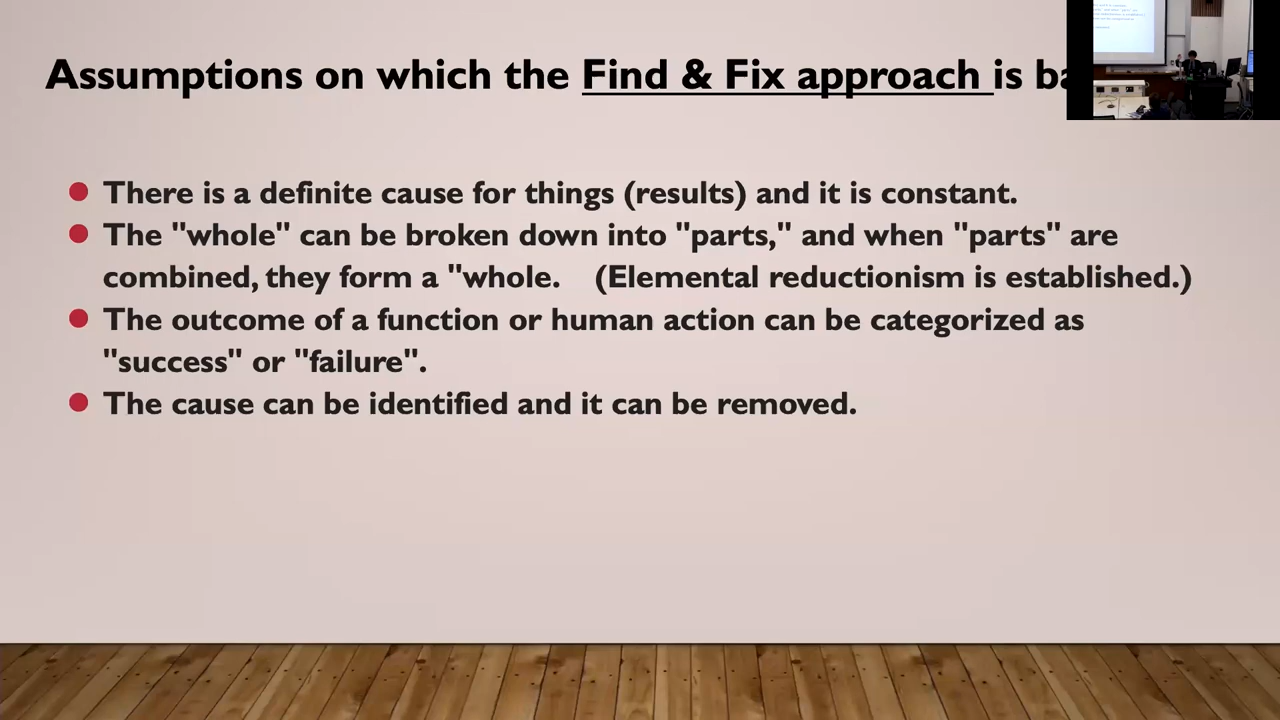 Assumptions on which the Find & Fix approach is
There is a definite cause for things (results) and it is constant.
The "whole" can be broken down into "parts," and when "parts" are
combined, they form a "whole. (Elemental reductionism is established.)
The outcome of a function or human action can be categorized as
"success" or "failure".
The cause can be identified and it can be removed.